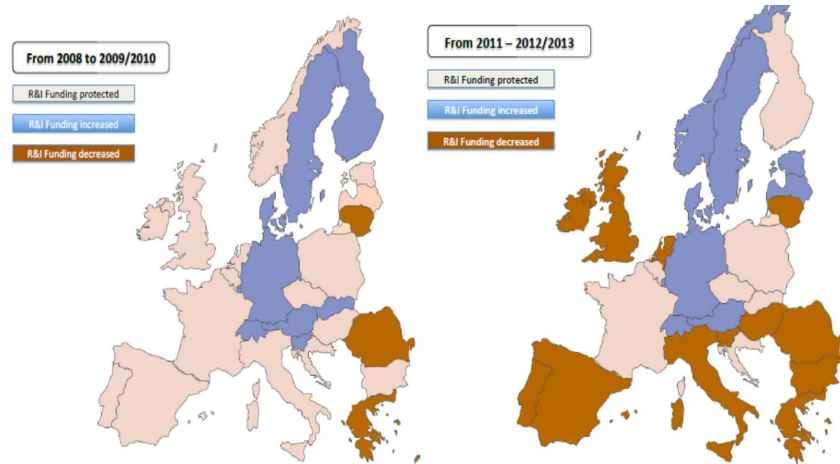 From 2008 to 2009/2010
R&I Funding protected
R&I Funding increased
R&I Funding decreased
From 2011 – 2012/2013
R&I Funding protected
R&I Funding increased
R&I Funding decreased